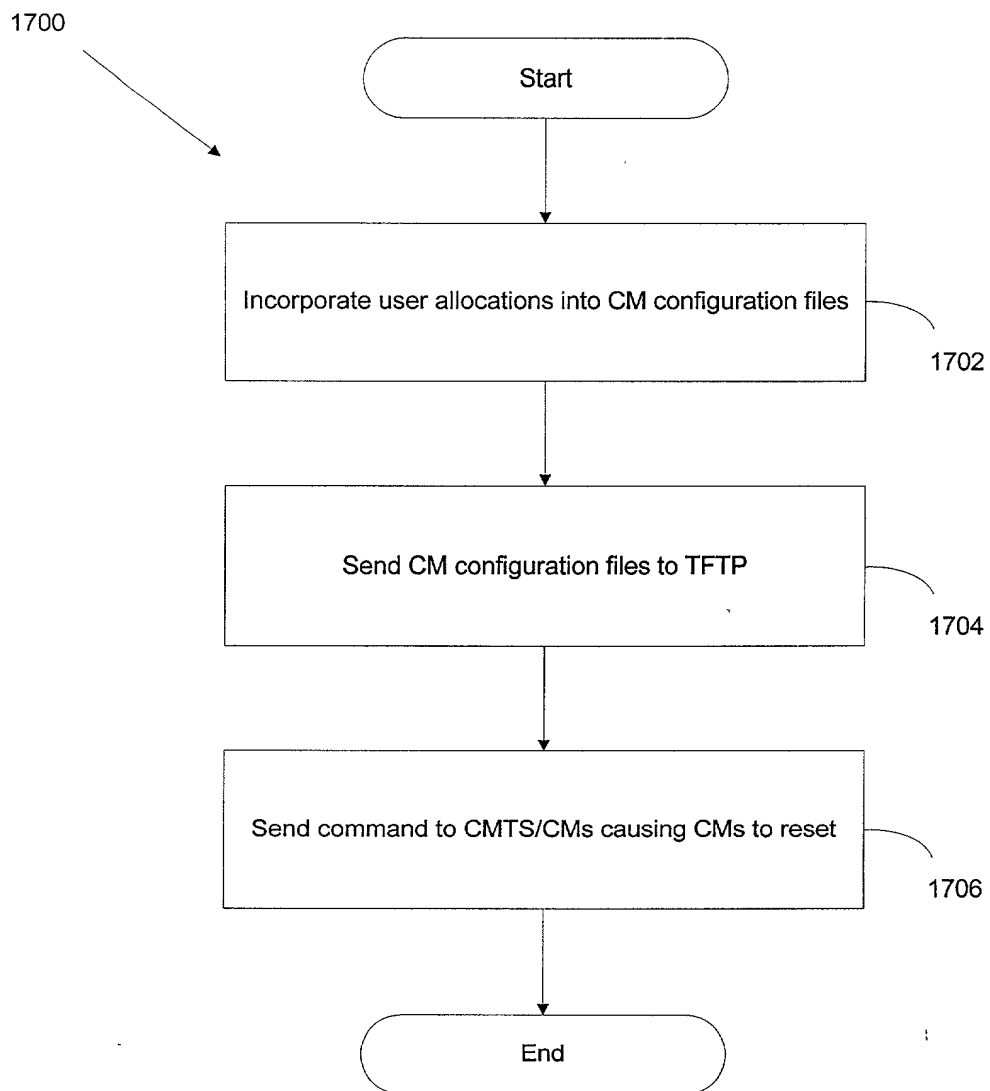 1700
Start
Incorporate user allocations into CM configuration files
1702
Send CM configuration files to TFTP
1704
Send command to CMTS/CMs causing CMs to reset
1706
End